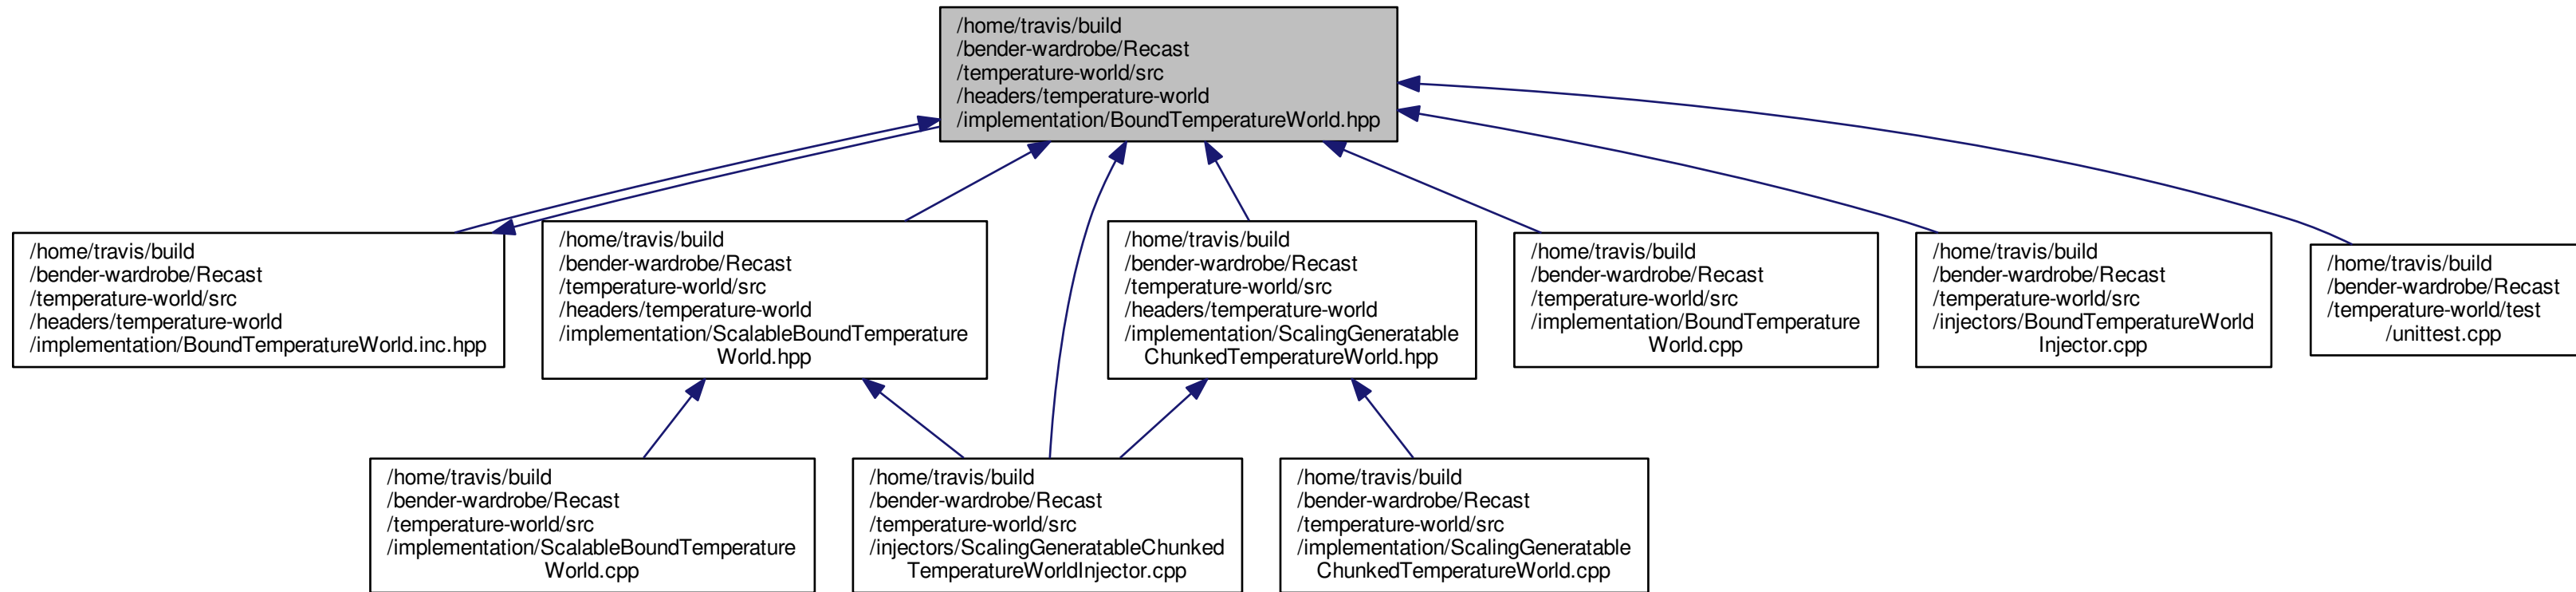 /home/travis/build
/bender-wardrobe/Recast
/temperature-world/src
/headers/temperature-world
/implementation/BoundTemperatureWorld.hpp
/home/travis/build
/bender-wardrobe/Recast
/temperature-world/src
/headers/temperature-world
/implementation/BoundTemperatureWorld.inc.hpp
/home/travis/build
/bender-wardrobe/Recast
/temperature-world/src
/headers/temperature-world
/implementation/ScalableBoundTemperature
World.hpp
/home/travis/build
/bender-wardrobe/Recast
/temperature-world/src
/headers/temperature-world
/implementation/ScalingGeneratable
ChunkedTemperatureWorld.hpp
/home/travis/build
/bender-wardrobe/Recast
/temperature-world/src
/implementation/BoundTemperature
World.cpp
/home/travis/build
/bender-wardrobe/Recast
/temperature-world/src
/injectors/BoundTemperatureWorld
Injector.cpp
/home/travis/build
/bender-wardrobe/Recast
/temperature-world/test
/unittest.cpp
/home/travis/build
/bender-wardrobe/Recast
/temperature-world/src
/implementation/ScalableBoundTemperature
World.cpp
/home/travis/build
/bender-wardrobe/Recast
/temperature-world/src
/injectors/ScalingGeneratableChunked
TemperatureWorldInjector.cpp
/home/travis/build
/bender-wardrobe/Recast
/temperature-world/src
/implementation/ScalingGeneratable
ChunkedTemperatureWorld.cpp